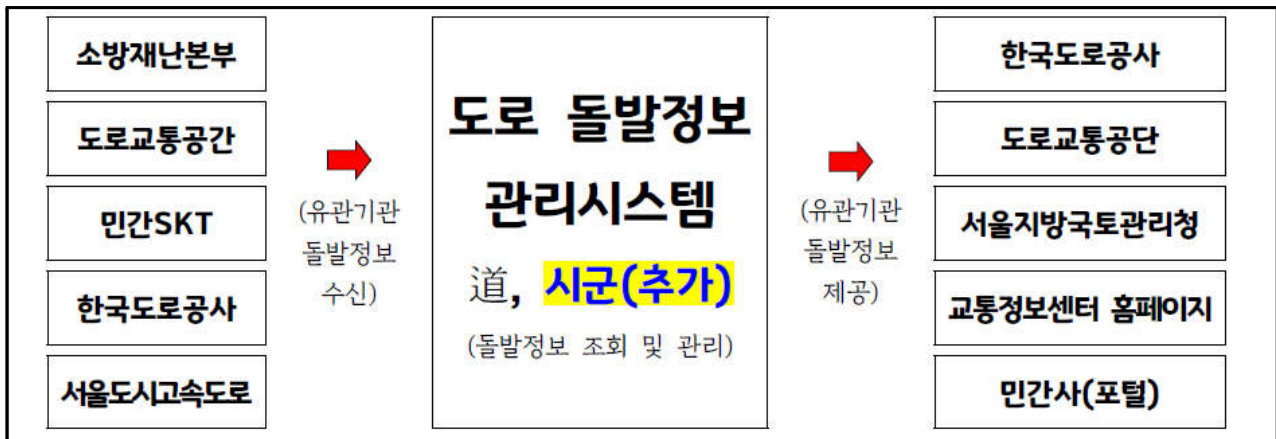 소방재난본부
도로교통공간
민간SKT
한국도로공사
서울도시고속도로
(유관기관
돌발정보
수신)
도로 돌발정보
관리시스템
道, 시군(추가)
(돌발정보 조회 및 관리)
(유관기관
돌발정보
제공)
한국도로공사
도로교통공단
서울지방국토관리청
교통정보센터 홈페이지
민간사(포털)